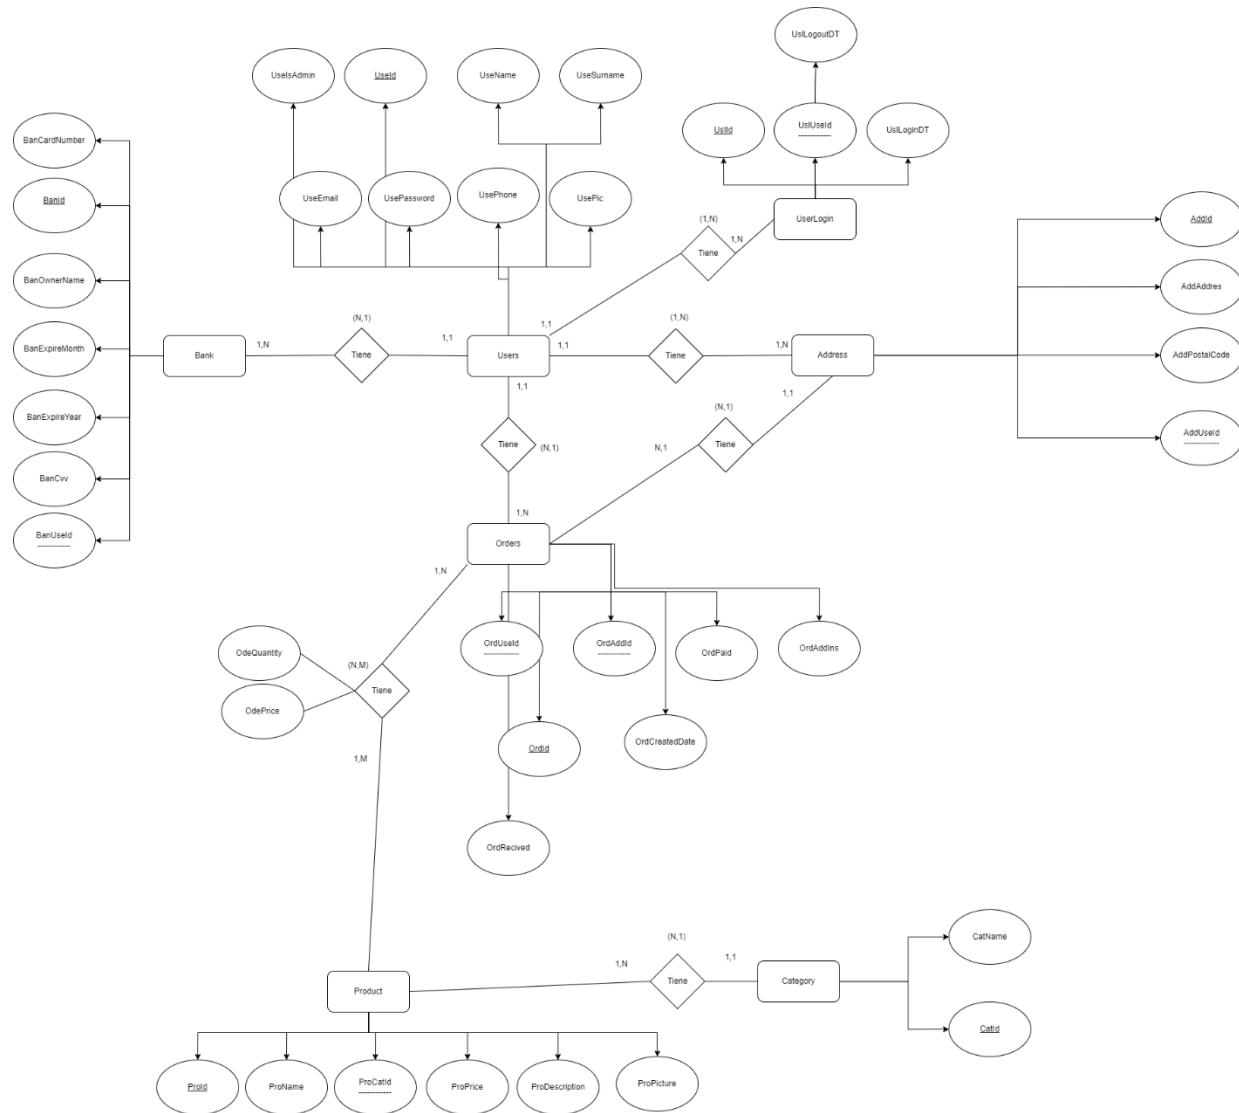 UslLogoutDT
UseIsAdmin
UseId
UseName
UseSurname
BanCardNumber
UslId
UslUseId
-------------
UslLoginDT
BanId
UseEmail
UsePassword
UsePhone
UsePic
UserLogin
(1,N)
1,N
Tiene
AddId
BanOwnerName
AddAddres
(N,1)
(1,N)
1,1
Bank
1,N
Tiene
1,1
Users
1,1
Tiene
1,N
Address
BanExpireMonth
AddPostalCode
1,1
1,1
(N,1)
BanExpireYear
Tiene
(N,1)
N,1
Tiene
AddUseId
-------------
BanCvv
1,N
BanUseId
-------------
Orders
1,N
OrdUseId
-------------
OrdAddId
-------------
OrdPaid
OrdAddIns
OdeQuantity
(N,M)
Tiene
OdePrice
OrdId
OrdCreatedDate
1,M
OrdRecived
(N,1)
CatName
1,N
Tiene
1,1
Category
Product
CatId
ProId
ProName
ProCatId
-------------
ProPrice
ProDescription
ProPicture